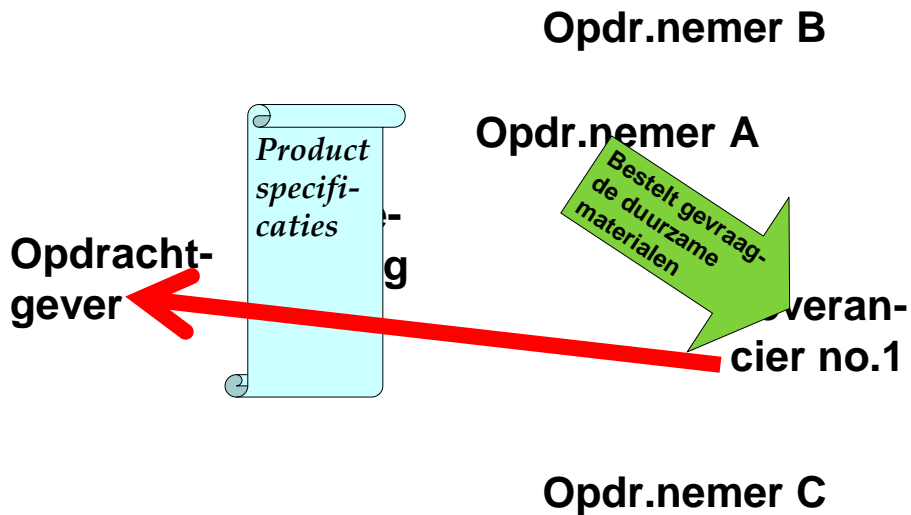 Opdr.nemer B
Opdr.nemer A
Product
specifi-
caties
Bestelt gevraag-
de duurzame
materialen
Opdracht-
gever
cier no.1
Opdr.nemer C